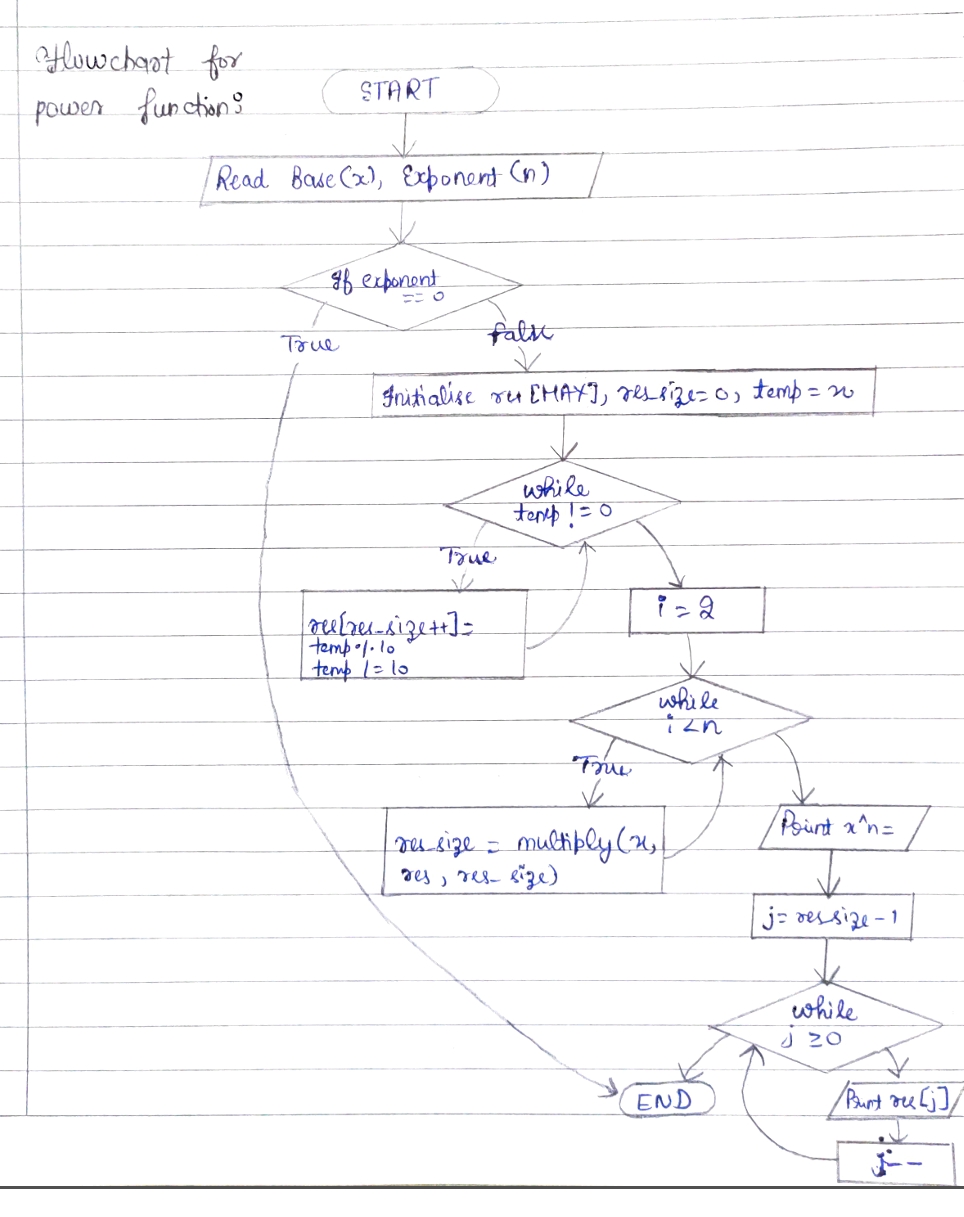 Flowchart for
power function:
START
Read Base(x), Exponent (n)
If exponent
== 0
True
false
Initialise res [MAX], res_size=0, temp = x
while
temp != 0
True
res[res_size++]=
temp%10
temp /=10
i = 2
while
i <n
True
res_size = multiply(x,
res, res_size)
Print x^n=
j= res size -1
while
j ≥0
END
Print res[j]
j--